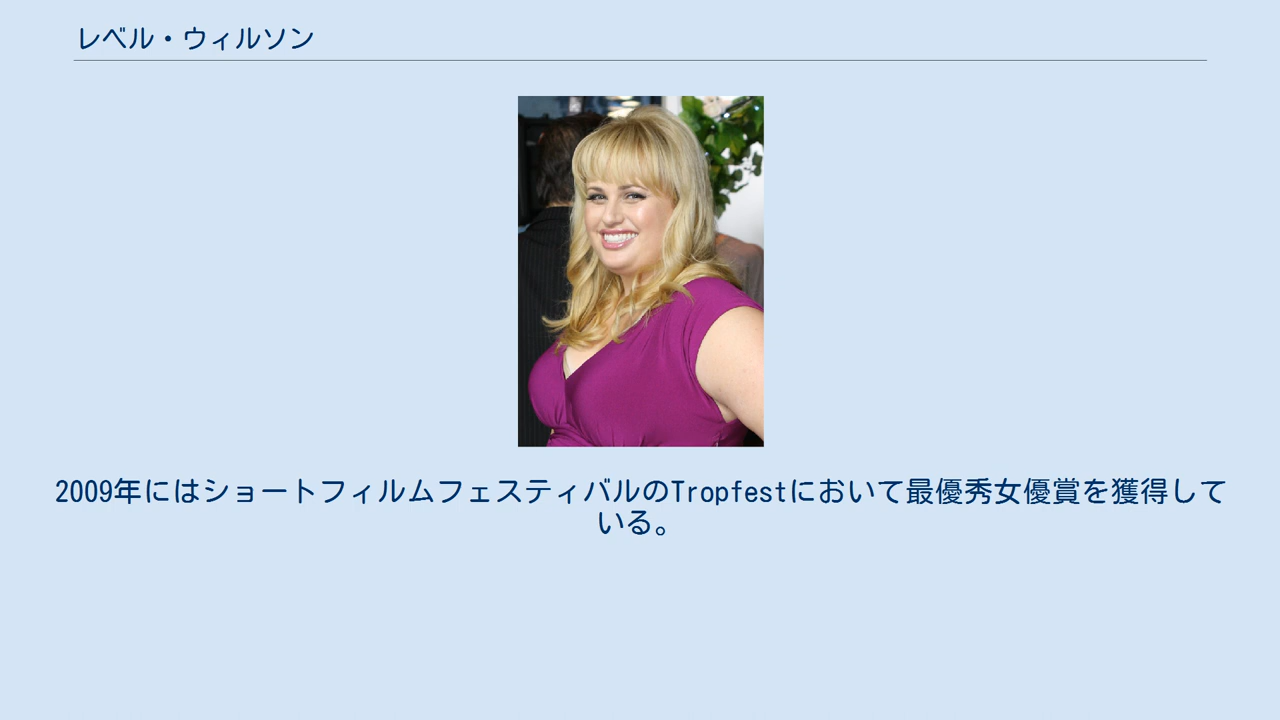 レベル・ウィルソン
2009年にはショートフィルムフェスティバルのTropfestにおいて最優秀女優賞を獲得して
いる。